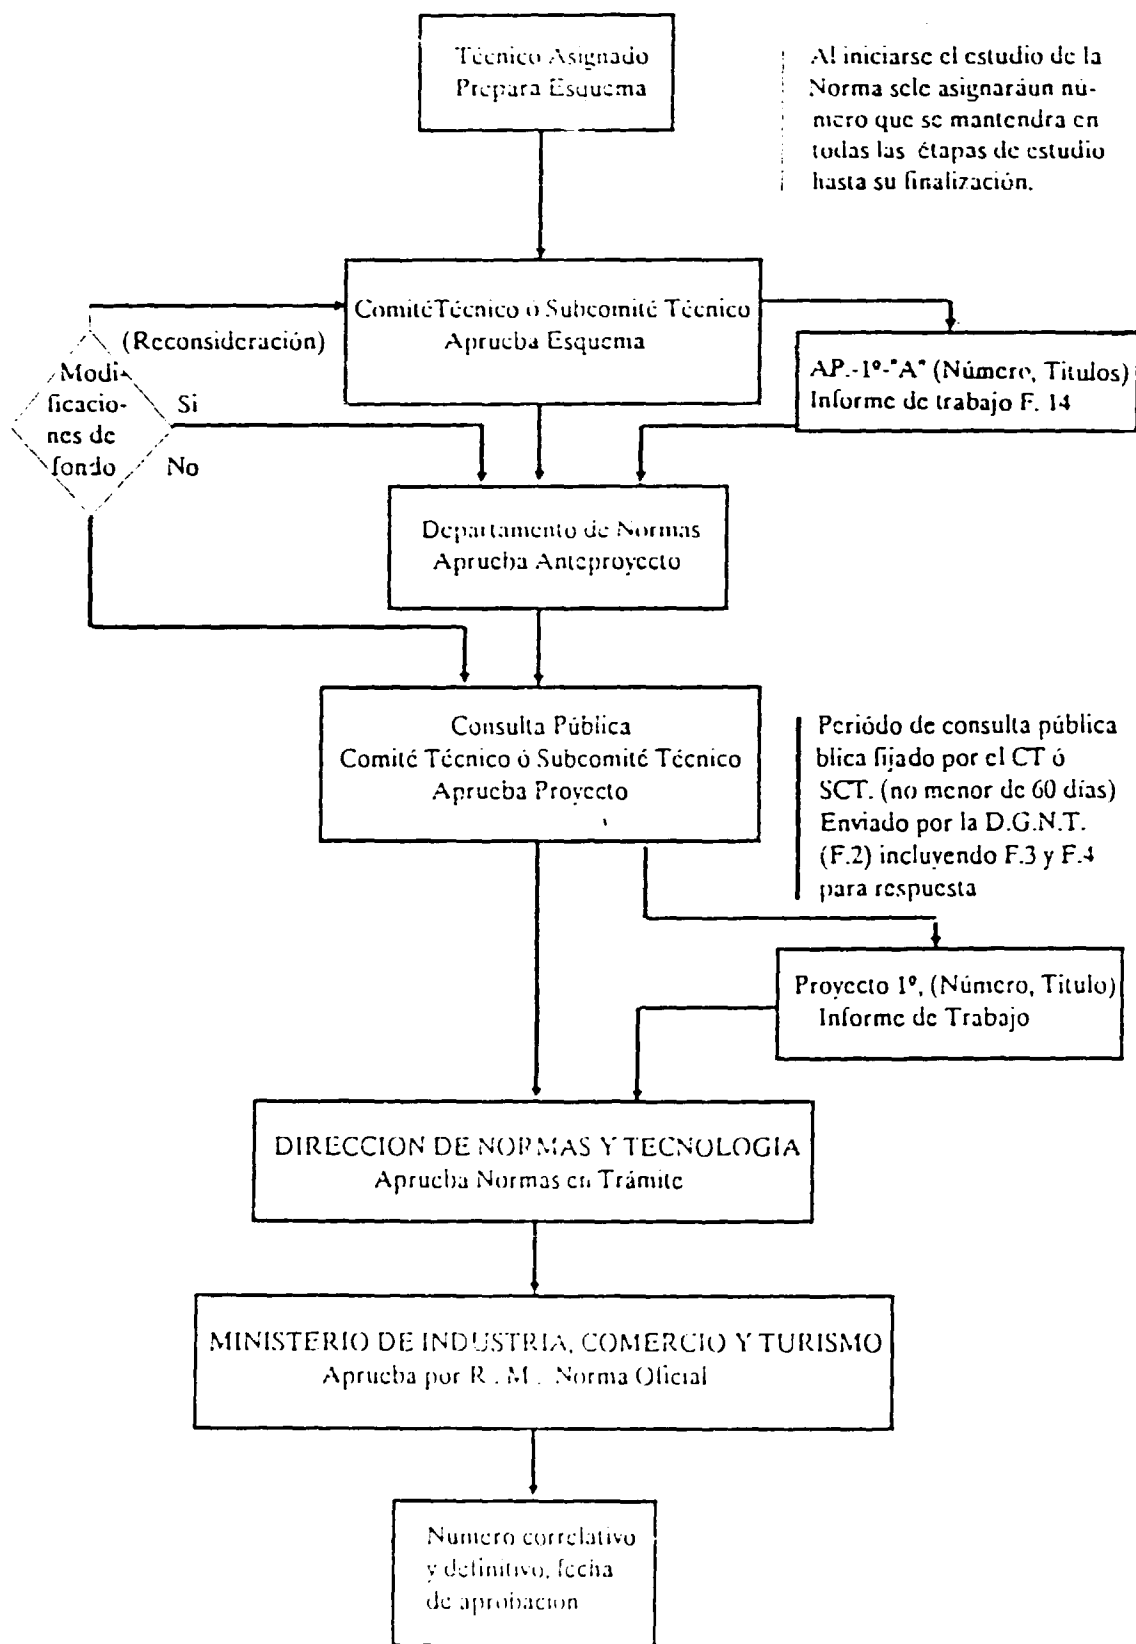 Técnico Asignado
Prepara Esquema
Al iniciarse el estudio de la
Norma sele asignaráun nú-
mero que se mantendra en
todas las étapas de estudio
hasta su finalización.
ComitéTécnico ó Subcomité Técnico
Aprueba Esquema
(Reconsideración)
AP.-1º-"A" (Número, Titulos)
Informe de trabajo F. 14
Modi-
ficacio-
nes de
fondo
Si
No
Departamento de Normas
Aprueba Anteproyecto
Consulta Pública
Comité Técnico ó Subcomité Técnico
Aprueba Proyecto
Periódo de consulta pública
blica fijado por el CT ó
SCT. (no menor de 60 días)
Enviado por la D.G.N.T.
(F.2) incluyendo F.3 y F.4
para respuesta
Proyecto 1º, (Número, Titulo)
Informe de Trabajo
DIRECCION DE NORMAS Y TECNOLOGIA
Aprueba Normas en Trámite
MINISTERIO DE INDUSTRIA, COMERCIO Y TURISMO
Aprueba por R . M . Norma Oficial
Numero correlativo
y definitivo, fecha
de aprobacion